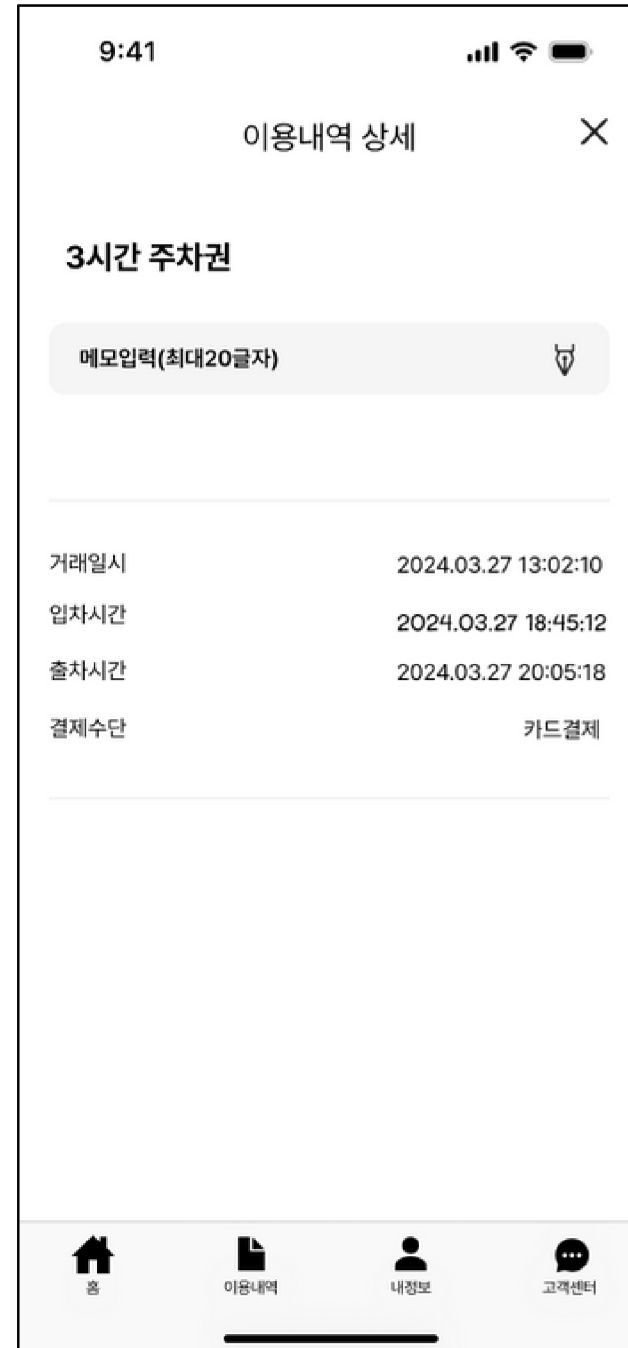 9:41
이용내역 상세
3시간 주차권
메모입력(최대20글자)
거래일시 2024.03.27 13:02:10
입차시간 2024.03.27 18:45:12
출차시간 2024.03.27 20:05:18
결제수단 카드결제
홈 이용내역 내정보 고객센터